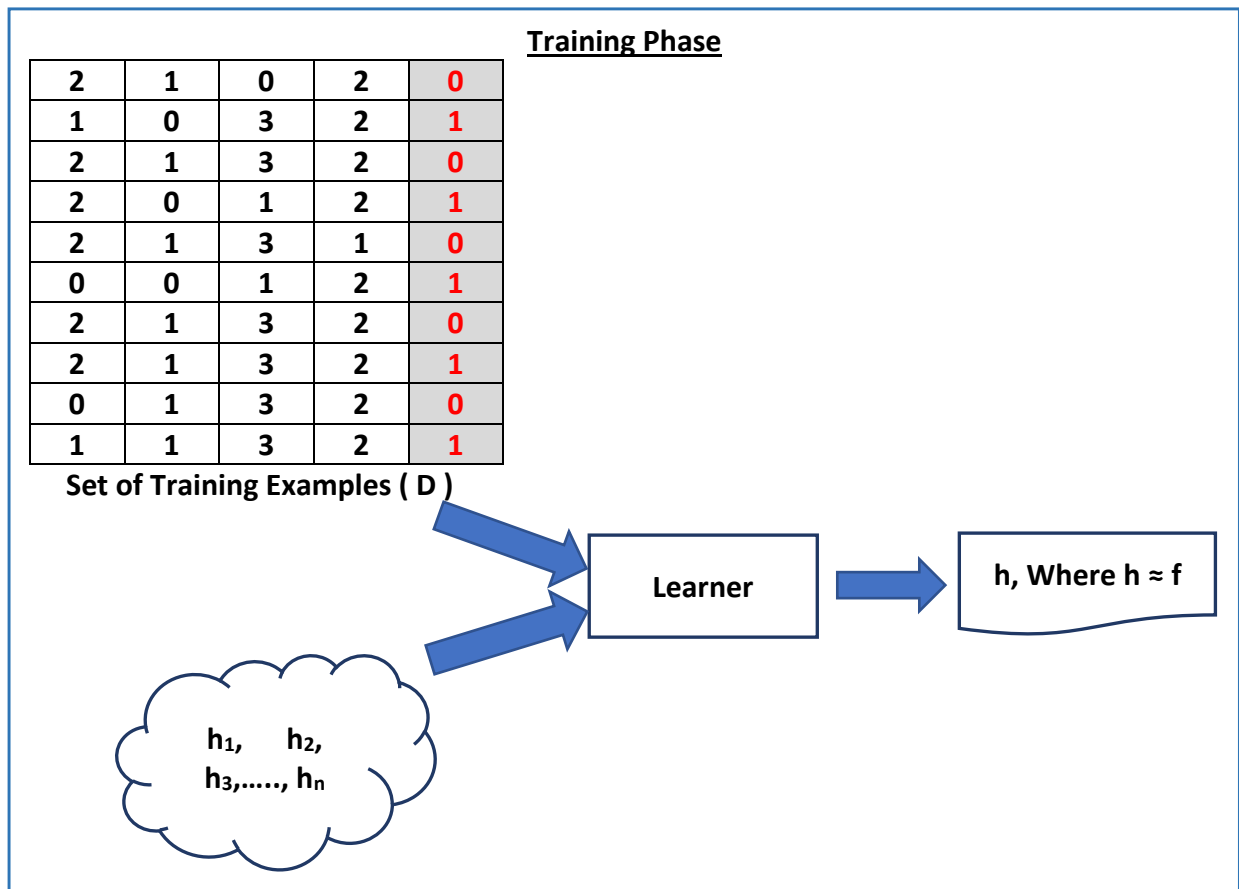 Training Phase
2 1 0 2 0
1 0 3 2 1
2 1 3 2 0
2 0 1 2 1
2 1 3 1 0
0 0 1 2 1
2 1 3 2 0
2 1 3 2 1
0 1 3 2 0
1 1 3 2 1
Set of Training Examples ( D )
Learner
h, Where h ≈ f
h₁, h₂,
h₃,....., hₙ